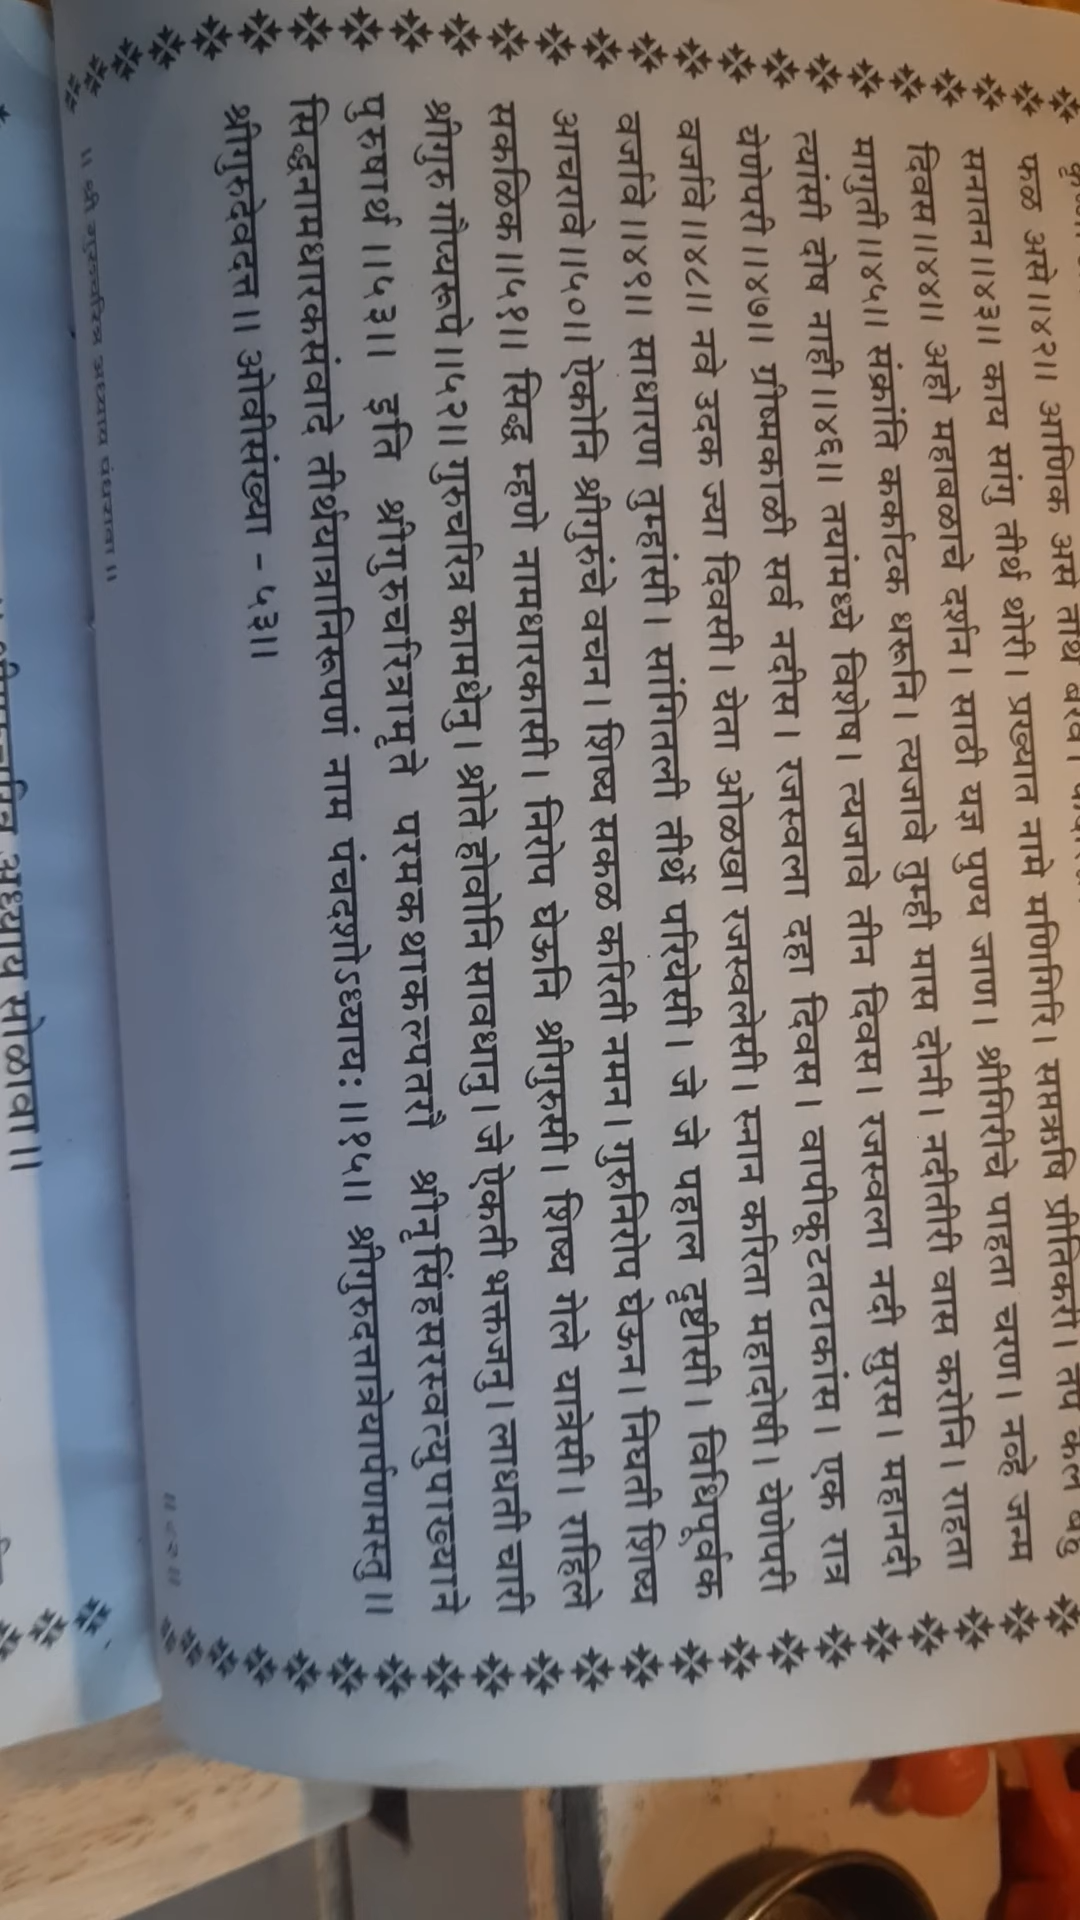 फळ असे॥४२॥ आणिक असे तीर्थ बरवे।
सनातन॥४३॥ काय सांगु तीर्थ थोरी। प्रख्यात नामे मणिगिरि। सप्तऋषि प्रीतिकरी। तप केले बहु
दिवस॥४४॥ अहो महाबळाचे दर्शन। साठी यज्ञ पुण्य जाण। श्रीगिरीचे पाहता चरण। नव्हे जन्म
मागुती॥४५॥ संक्रांति कर्काटक धरूनि। त्यजावे तुम्ही मास दोनी। नदीतीरी वास करोनि। राहता
त्यांसी दोष नाही॥४६॥ तयांमध्ये विशेष। त्यजावे तीन दिवस। रजस्वला नदी सुरस। महानदी
येणेपरी॥४७॥ ग्रीष्मकाळी सर्व नदीस। रजस्वला दहा दिवस। वापीकूटतटाकांस। एक रात्र
वर्जावे॥४८॥ नवे उदक ज्या दिवसी। येता ओळखा रजस्वलेसी। स्नान करिता महादोषी। येणेपरी
वर्जावे॥४९॥ साधारण तुम्हांसी। सांगितली तीर्थे परियेसी। जे जे पहाल दृष्टीसी। विधिपूर्वक
आचरावे॥५०॥ ऐकोनि श्रीगुरुंचे वचन। शिष्य सकळ करिती नमन। गुरुनिरोप घेऊन। निघती शिष्य
सकळिक॥५१॥ सिद्ध म्हणे नामधारकासी। निरोप घेऊनि श्रीगुरुसी। शिष्य गेले यात्रेसी। राहिले
श्रीगुरु गौप्यरूपे॥५२॥ गुरुचरित्र कामधेनु। श्रोते होवोनि सावधानु। जे ऐकती भक्तजनु। लाधती चारी
पुरुषार्थ॥५३॥ इति श्रीगुरुचरित्रामृते परमकथाकल्पतरौ श्रीनृसिंहसरस्वत्युपाख्याने
सिद्धनामधारकसंवादे तीर्थयात्रानिरूपणं नाम पंचदशोऽध्यायः॥१५॥ श्रीगुरुदत्तात्रेयार्पणमस्तु॥
श्रीगुरुदेवदत्त॥ ओवीसंख्या - ५३॥
॥ श्री गुरुचरित्र अध्याय पंधरावा॥
॥८२॥
अध्याय सोळावा॥